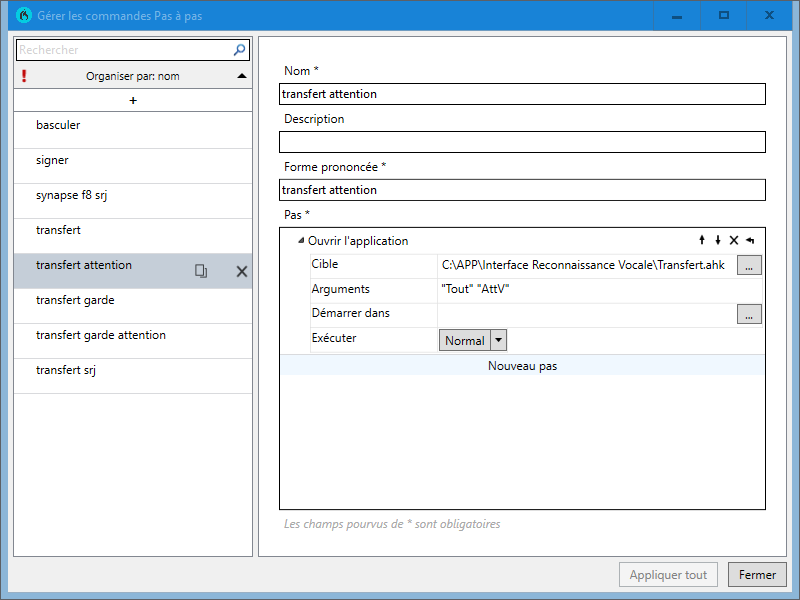 Gérer les commandes Pas à pas
Rechercher
Organiser par: nom
+
basculer
signer
synapse f8 srj
transfert
transfert attention
transfert garde
transfert garde attention
transfert srj
Nom *
transfert attention
Description
Forme prononcée *
transfert attention
Pas *
Ouvrir l'application
Cible C:\APP\Interface Reconnaissance Vocale\Transfert.ahk ...
Arguments "Tout" "AttV"
Démarrer dans ...
Exécuter Normal
Nouveau pas
Les champs pourvus de * sont obligatoires
Appliquer tout Fermer